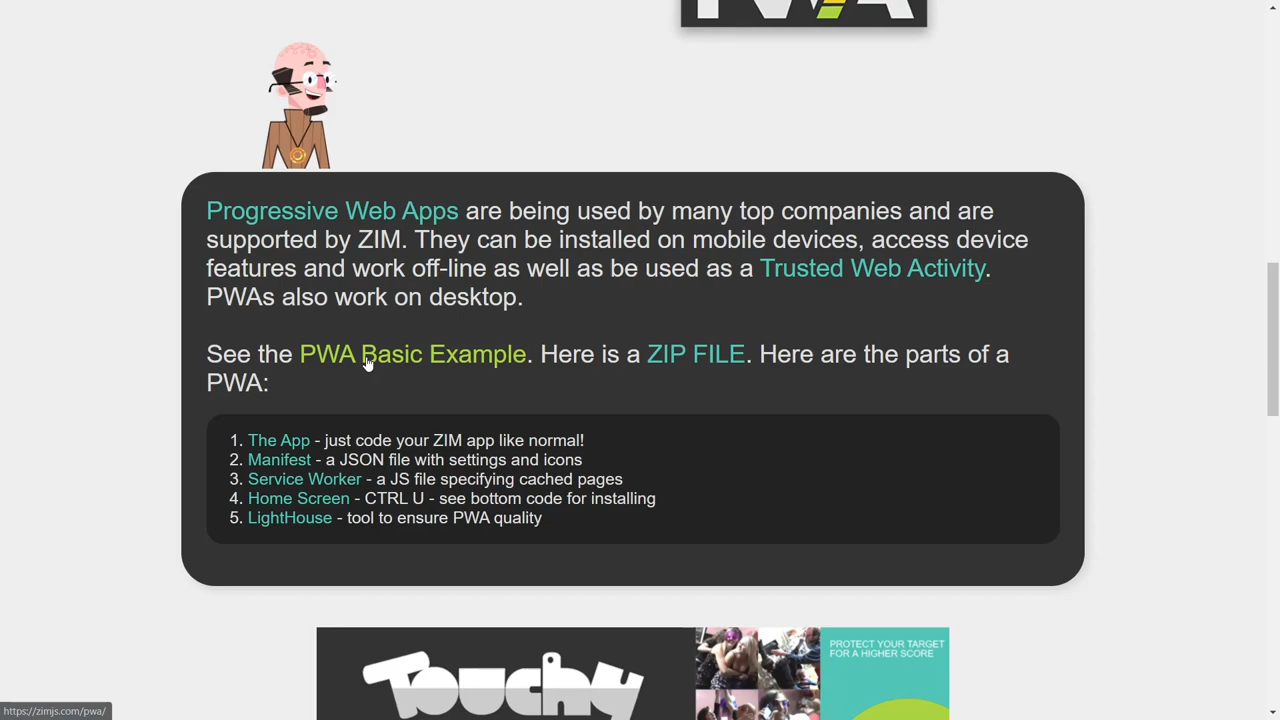 PWA
Progressive Web Apps are being used by many top companies and are
supported by ZIM. They can be installed on mobile devices, access device
features and work off-line as well as be used as a Trusted Web Activity.
PWAs also work on desktop.
See the PWA Basic Example. Here is a ZIP FILE. Here are the parts of a
PWA:
1. The App - just code your ZIM app like normal!
2. Manifest - a JSON file with settings and icons
3. Service Worker - a JS file specifying cached pages
4. Home Screen - CTRL U - see bottom code for installing
5. LightHouse - tool to ensure PWA quality
Touchy
PROTECT YOUR TARGET
FOR A HIGHER SCORE
https://zimjs.com/pwa/